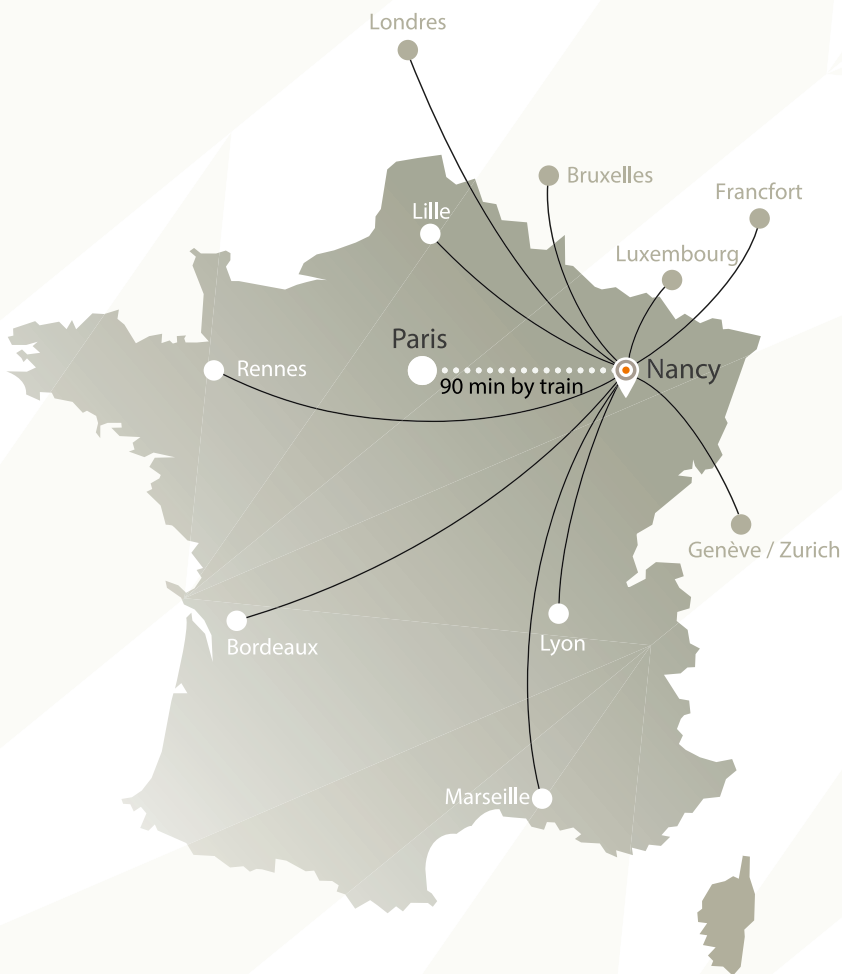 Londres
Bruxelles
Francfort
Lille
Luxembourg
Paris
Rennes
Nancy
90 min by train
Genève / Zurich
Bordeaux
Lyon
Marseille